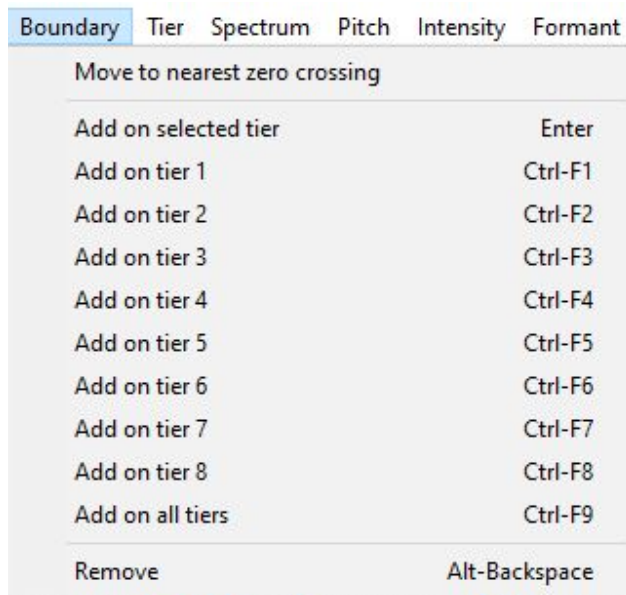 Boundary Tier Spectrum Pitch Intensity Formant
Move to nearest zero crossing
Add on selected tier Enter
Add on tier 1 Ctrl-F1
Add on tier 2 Ctrl-F2
Add on tier 3 Ctrl-F3
Add on tier 4 Ctrl-F4
Add on tier 5 Ctrl-F5
Add on tier 6 Ctrl-F6
Add on tier 7 Ctrl-F7
Add on tier 8 Ctrl-F8
Add on all tiers Ctrl-F9
Remove Alt-Backspace